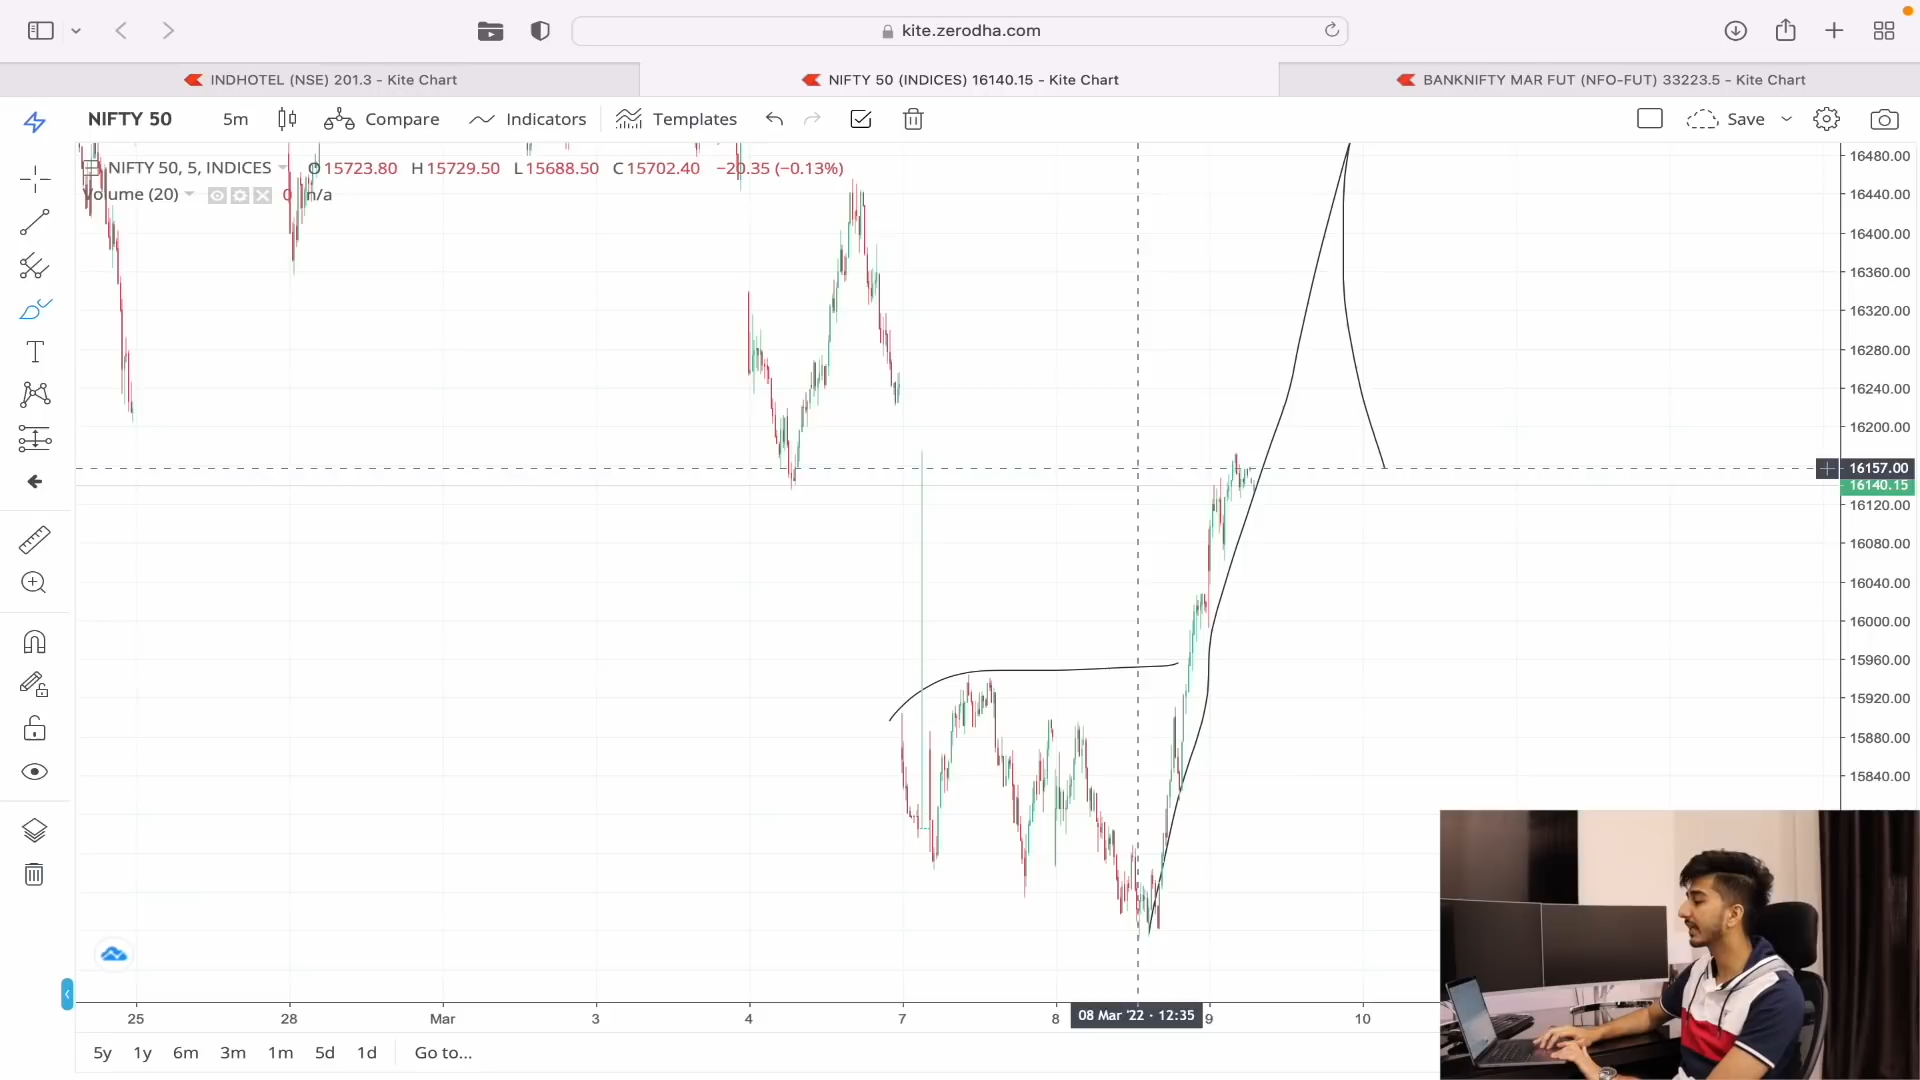 kite.zerodha.com
INDHOTEL (NSE) 201.3 - Kite Chart
NIFTY 50 (INDICES) 16140.15 - Kite Chart
BANKNIFTY MAR FUT (NFO-FUT) 33223.5 - Kite Chart
NIFTY 50 5m Compare Indicators Templates Save
NIFTY 50, 5, INDICES O 15723.80 H 15729.50 L 15688.50 C 15702.40 −20.35 (−0.13%)
Volume (20) 0 n/a
16480.00
16440.00
16400.00
16360.00
16320.00
16280.00
16240.00
16200.00
16157.00
16140.15
16120.00
16080.00
16040.00
16000.00
15960.00
15920.00
15880.00
15840.00
25 28 Mar 3 4 7 8 08 Mar '22 - 12:35 9 10
5y 1y 6m 3m 1m 5d 1d Go to...